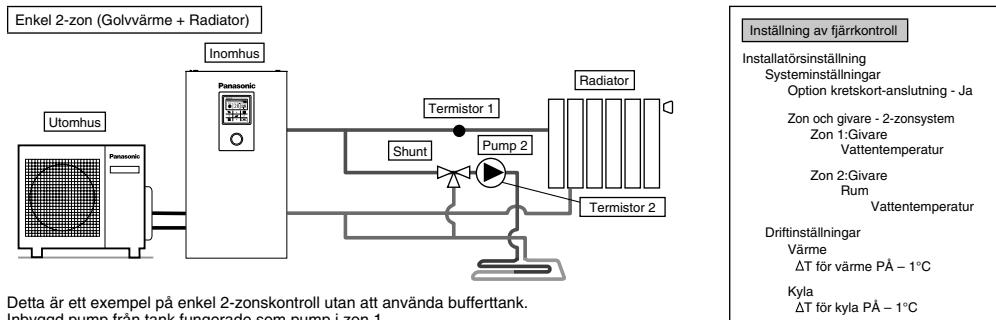 Enkel 2-zon (Golvvärme + Radiator)
Inomhus
Panasonic
Utomhus
Panasonic
Termistor 1
Radiator
Shunt
Pump 2
Termistor 2
Detta är ett exempel på enkel 2-zonskontroll utan att använda bufferttank.
Inbyggd pump från tank fungerade som pump i zon 1.
Inställning av fjärrkontroll
Installatörsinställning
Systeminställningar
Option kretskort-anslutning - Ja
Zon och givare - 2-zonsystem
Zon 1:Givare
Vattentemperatur
Zon 2:Givare
Rum
Vattentemperatur
Driftinställningar
Värme
ΔT för värme PÅ – 1°C
Kyla
ΔT för kyla PÅ – 1°C